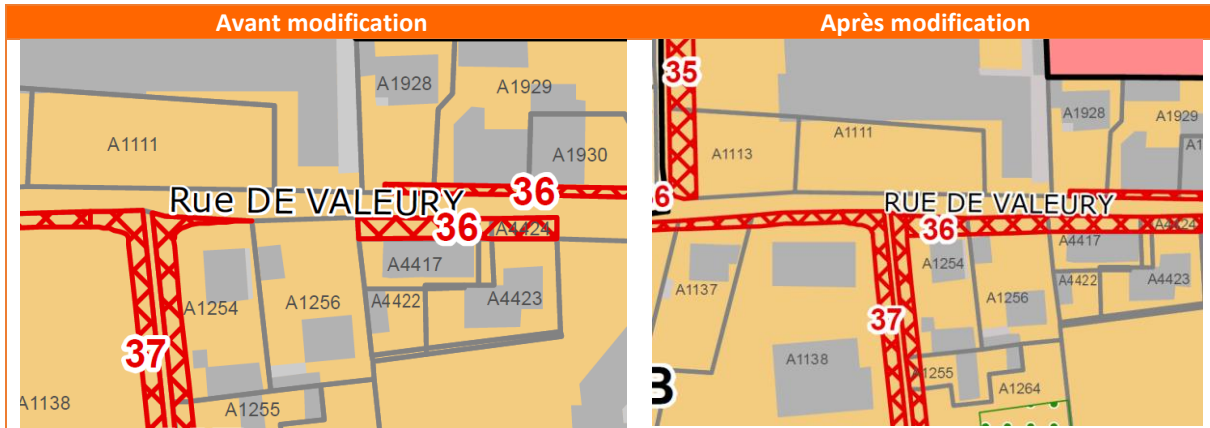 Avant modification
Après modification
A1928
A1929
A1111
A1930
Rue DE VALEURY
36
36
A4424
A4417
A1254
A1256
A4422
A4423
37
A1138
A1255
35
A1928
A1929
A1111
A1113
A1
6
RUE DE VALEURY
36
A4424
A4417
A1254
A4422
A4423
A1137
A1256
37
A1138
A1255
A1264
B